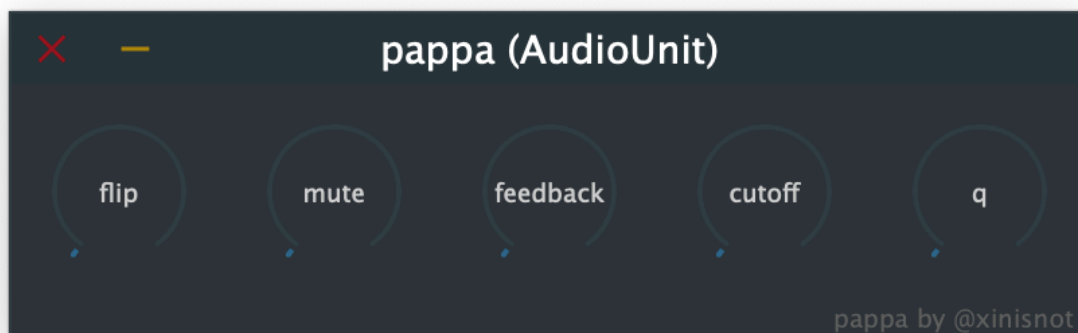 pappa (AudioUnit)
flip mute feedback cutoff q
pappa by @xinisnot